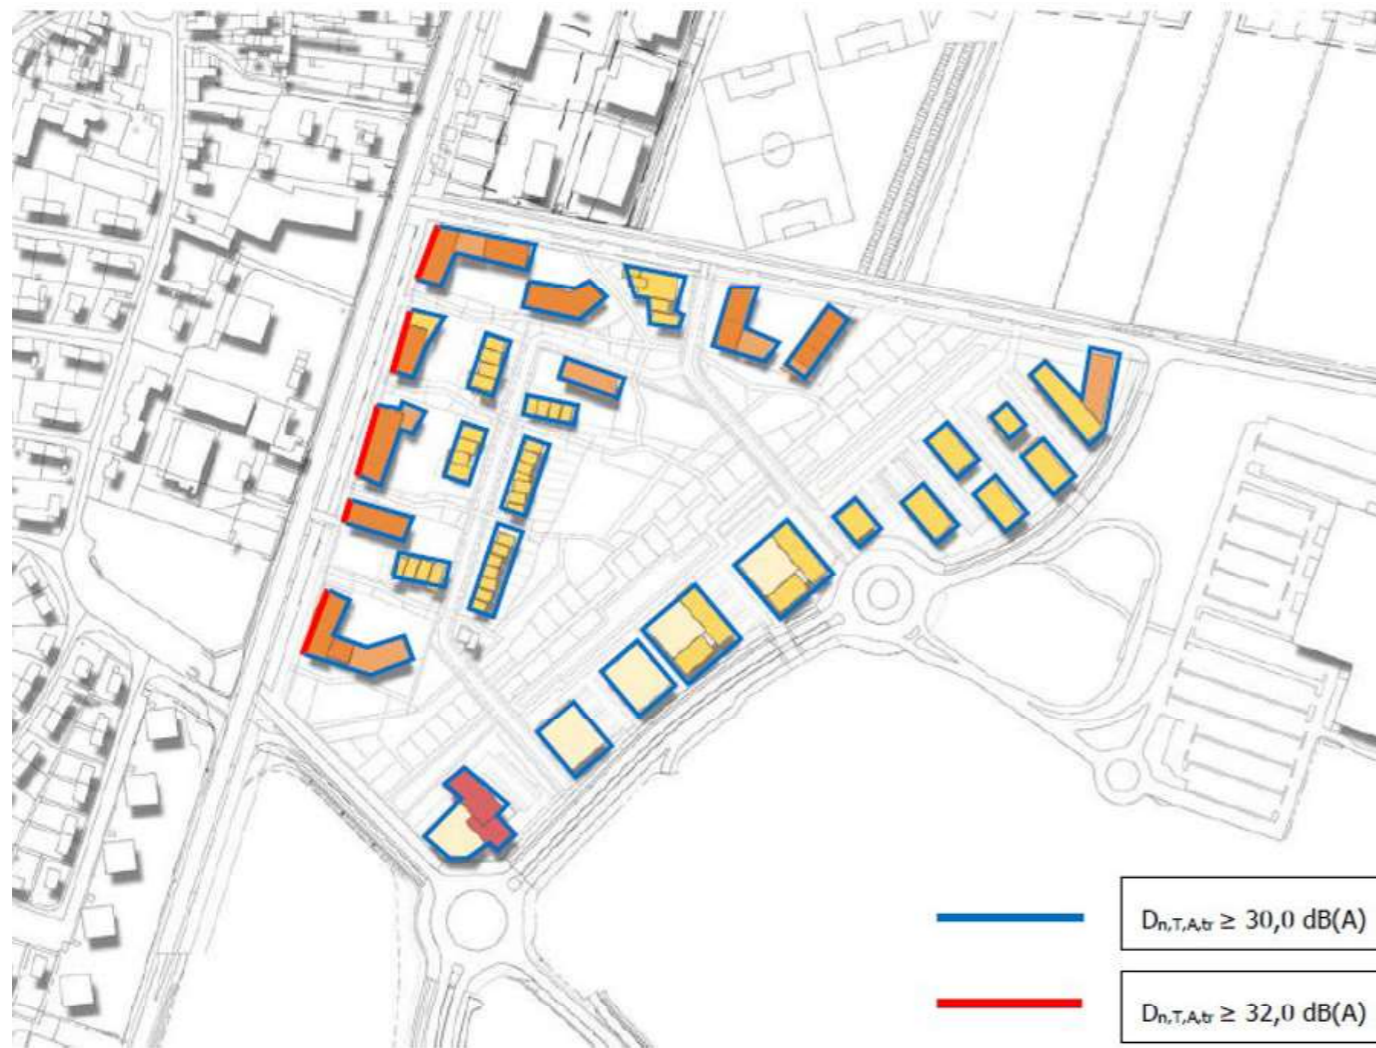 Dn,T,A,tr ≥ 30,0 dB(A)
Dn,T,A,tr ≥ 32,0 dB(A)